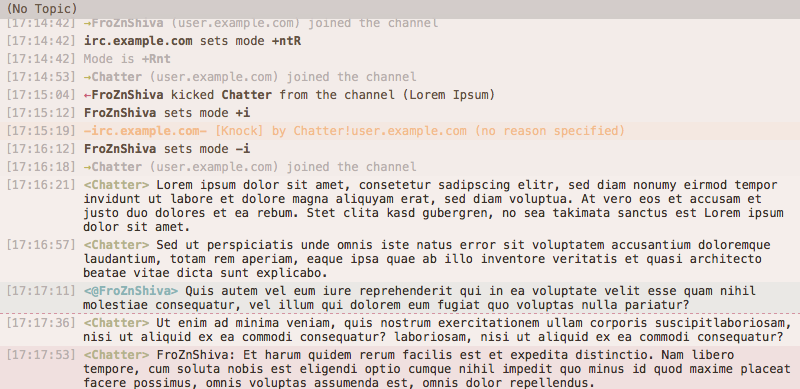 (No Topic)
[17:14:42] →FroZnShiva (user.example.com) joined the channel
[17:14:42] irc.example.com sets mode +ntR
[17:14:42] Mode is +Rnt
[17:14:53] →Chatter (user.example.com) joined the channel
[17:15:04] ←FroZnShiva kicked Chatter from the channel (Lorem Ipsum)
[17:15:12] FroZnShiva sets mode +i
[17:15:19] -irc.example.com- [Knock] by Chatter!user.example.com (no reason specified)
[17:16:12] FroZnShiva sets mode -i
[17:16:18] →Chatter (user.example.com) joined the channel
[17:16:21] <Chatter> Lorem ipsum dolor sit amet, consetetur sadipscing elitr, sed diam nonumy eirmod tempor
invidunt ut labore et dolore magna aliquyam erat, sed diam voluptua. At vero eos et accusam et
justo duo dolores et ea rebum. Stet clita kasd gubergren, no sea takimata sanctus est Lorem ipsum
dolor sit amet.
[17:16:57] <Chatter> Sed ut perspiciatis unde omnis iste natus error sit voluptatem accusantium doloremque
laudantium, totam rem aperiam, eaque ipsa quae ab illo inventore veritatis et quasi architecto
beatae vitae dicta sunt explicabo.
[17:17:11] <@FroZnShiva> Quis autem vel eum iure reprehenderit qui in ea voluptate velit esse quam nihil
molestiae consequatur, vel illum qui dolorem eum fugiat quo voluptas nulla pariatur?
[17:17:36] <Chatter> Ut enim ad minima veniam, quis nostrum exercitationem ullam corporis suscipitlaboriosam,
nisi ut aliquid ex ea commodi consequatur? laboriosam, nisi ut aliquid ex ea commodi consequatur?
[17:17:53] <Chatter> FroZnShiva: Et harum quidem rerum facilis est et expedita distinctio. Nam libero
tempore, cum soluta nobis est eligendi optio cumque nihil impedit quo minus id quod maxime placeat
facere possimus, omnis voluptas assumenda est, omnis dolor repellendus.